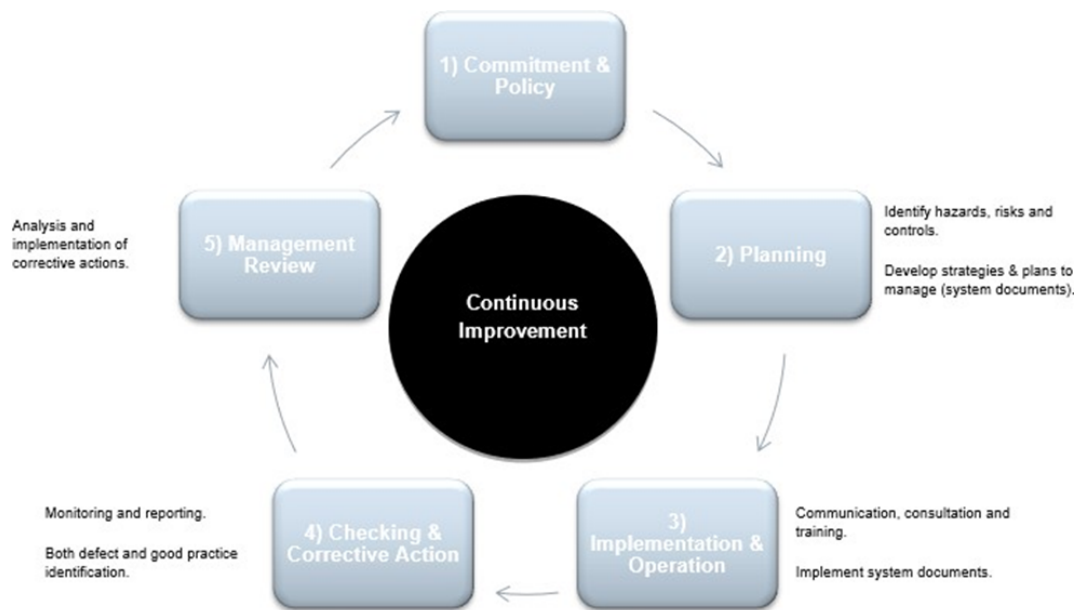 1) Commitment &
Policy
Identify hazards, risks and
controls.
2) Planning
Develop strategies & plans to
manage (system documents).
3)
Implementation &
Operation
Communication, consultation and
training.
Implement system documents.
4) Checking &
Corrective Action
Monitoring and reporting.
Both defect and good practice
identification.
5) Management
Review
Analysis and
implementation of
corrective actions.
Continuous
Improvement